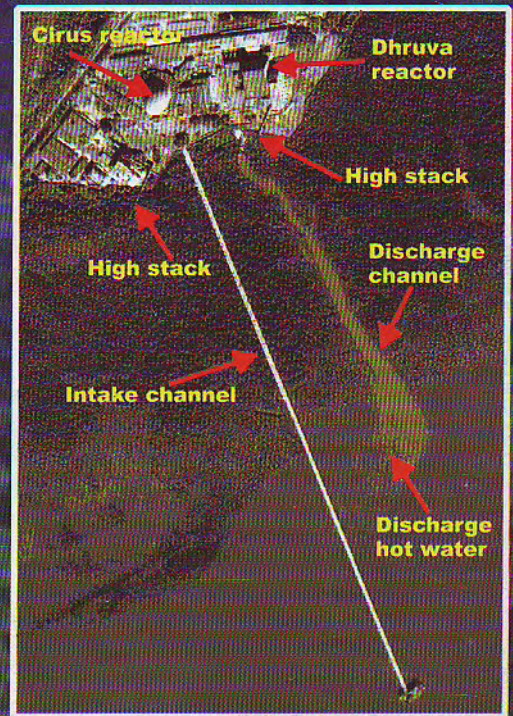 Cirus reactor
Dhruva
reactor
High stack
High stack
Discharge
channel
Intake channel
Discharge
hot water